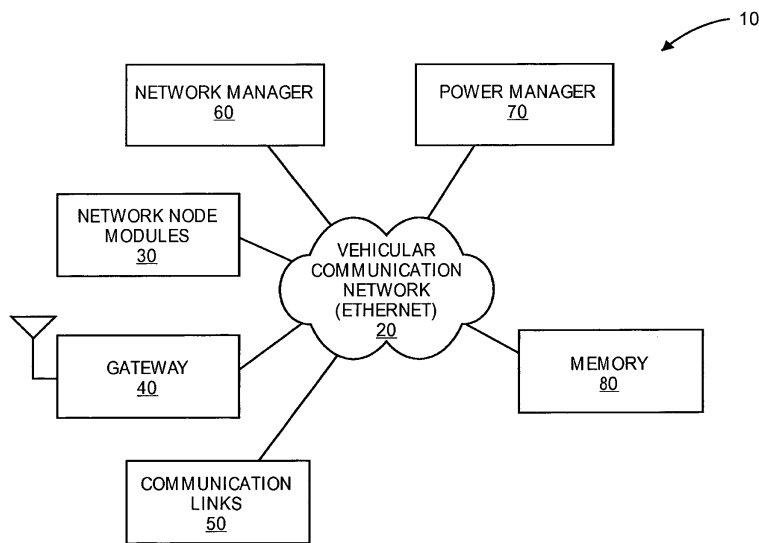 10
NETWORK MANAGER
60
POWER MANAGER
70
NETWORK NODE
MODULES
30
VEHICULAR
COMMUNICATION
NETWORK
(ETHERNET)
20
GATEWAY
40
MEMORY
80
COMMUNICATION
LINKS
50